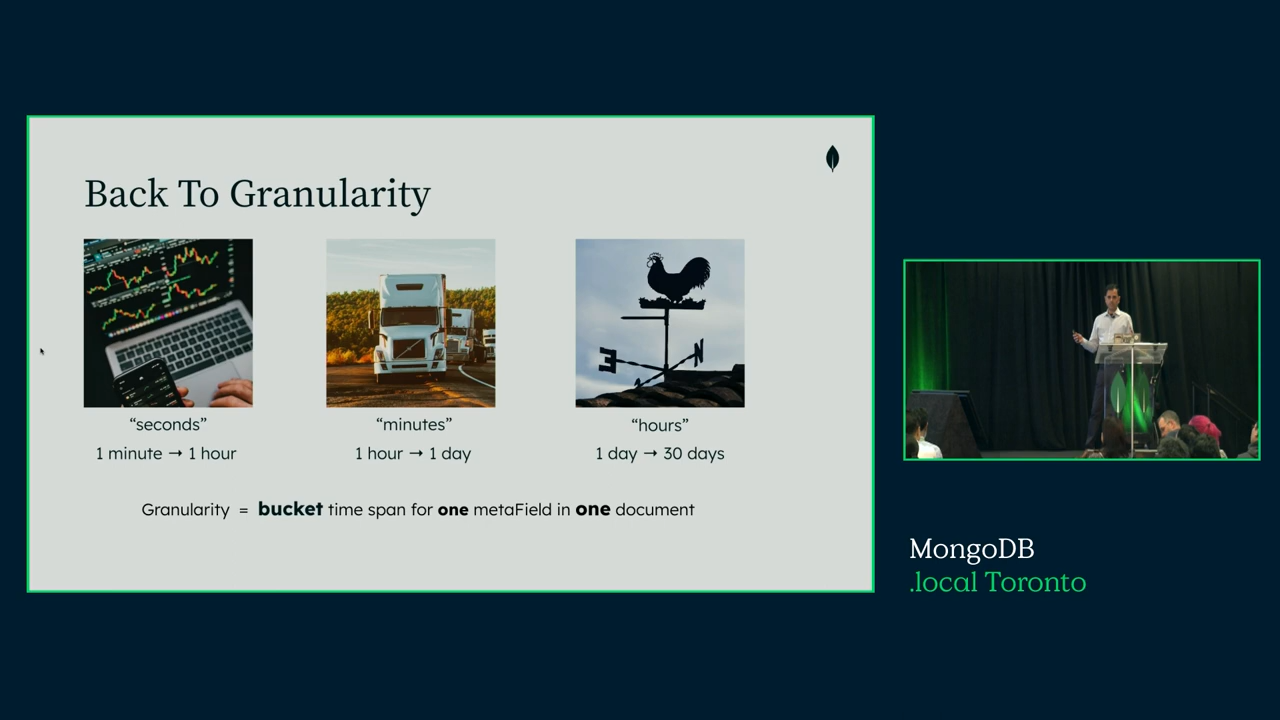 Back To Granularity
“seconds”
1 minute → 1 hour
“minutes”
1 hour → 1 day
“hours”
1 day → 30 days
Granularity = bucket time span for one metaField in one document
E
N
MongoDB
.local Toronto